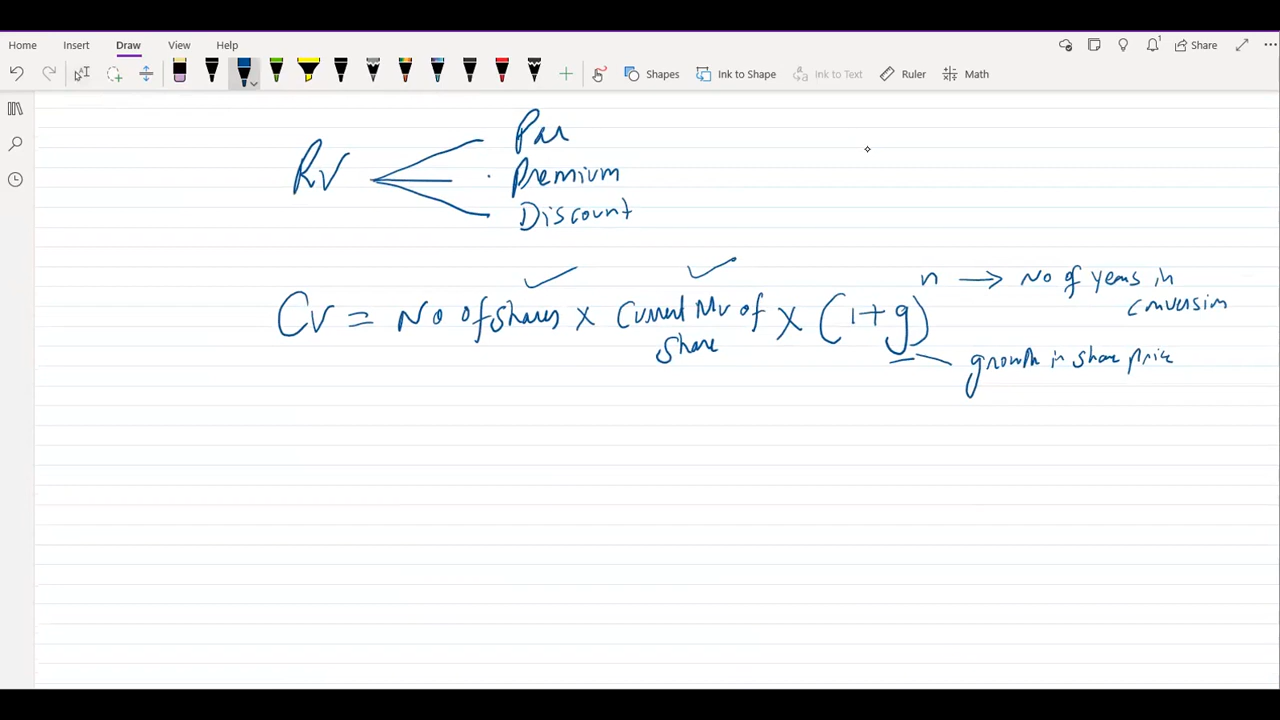 Home Insert Draw View Help
Share
Shapes Ink to Shape Ink to Text Ruler Math
Par
RV Premium
Discount
CV = No of Shares x Current MV of Share x (1+g)^n → No of years in conversion
growth in share price